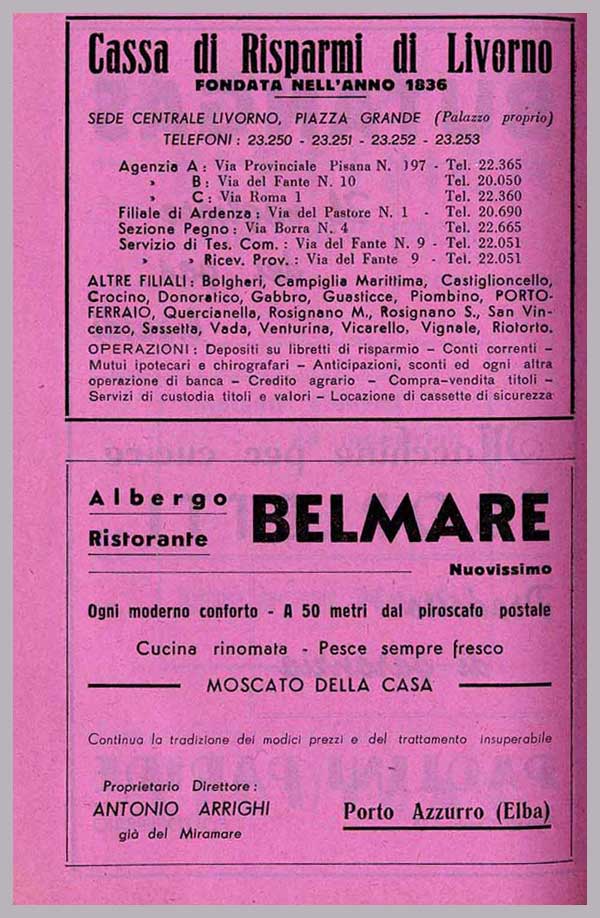 Cassa di Risparmi di Livorno
FONDATA NELL'ANNO 1836
SEDE CENTRALE LIVORNO, PIAZZA GRANDE (Palazzo proprio)
TELEFONI: 23.250 - 23.251 - 23.252 - 23.253
Agenzia A: Via Provinciale Pisana N. 197 - Tel. 22.365
» B: Via del Fante N. 10 Tel. 20.050
» C: Via Roma 1 Tel. 22.360
Filiale di Ardenza: Via del Pastore N. 1 - Tel. 20.690
Sezione Pegno: Via Borra N. 4 Tel. 22.665
Servizio di Tes. Com.: Via del Fante N. 9 - Tel. 22.051
» » Ricev. Prov.: Via del Fante 9 - Tel. 22.051
ALTRE FILIALI: Bolgheri, Campiglia Marittima, Castiglioncello,
Crocino, Donoratico, Gabbro, Guasticce, Piombino, PORTO-
FERRAIO, Quercianella, Rosignano M., Rosignano S., San Vin-
cenzo, Sassetta, Vada, Venturina, Vicarello, Vignale, Riotorto.
OPERAZIONI: Depositi su libretti di risparmio – Conti correnti –
Mutui ipotecari e chirografari – Anticipazioni, sconti ed ogni altra
operazione di banca – Credito agrario – Compra-vendita titoli –
Servizi di custodia titoli e valori – Locazione di cassette di sicurezza
Albergo
Ristorante
BELMARE
Nuovissimo
Ogni moderno conforto - A 50 metri dal piroscafo postale
Cucina rinomata - Pesce sempre fresco
MOSCATO DELLA CASA
Continua la tradizione dei modici prezzi e del trattamento insuperabile
Proprietario Direttore:
ANTONIO ARRIGHI
già del Miramare
Porto Azzurro (Elba)